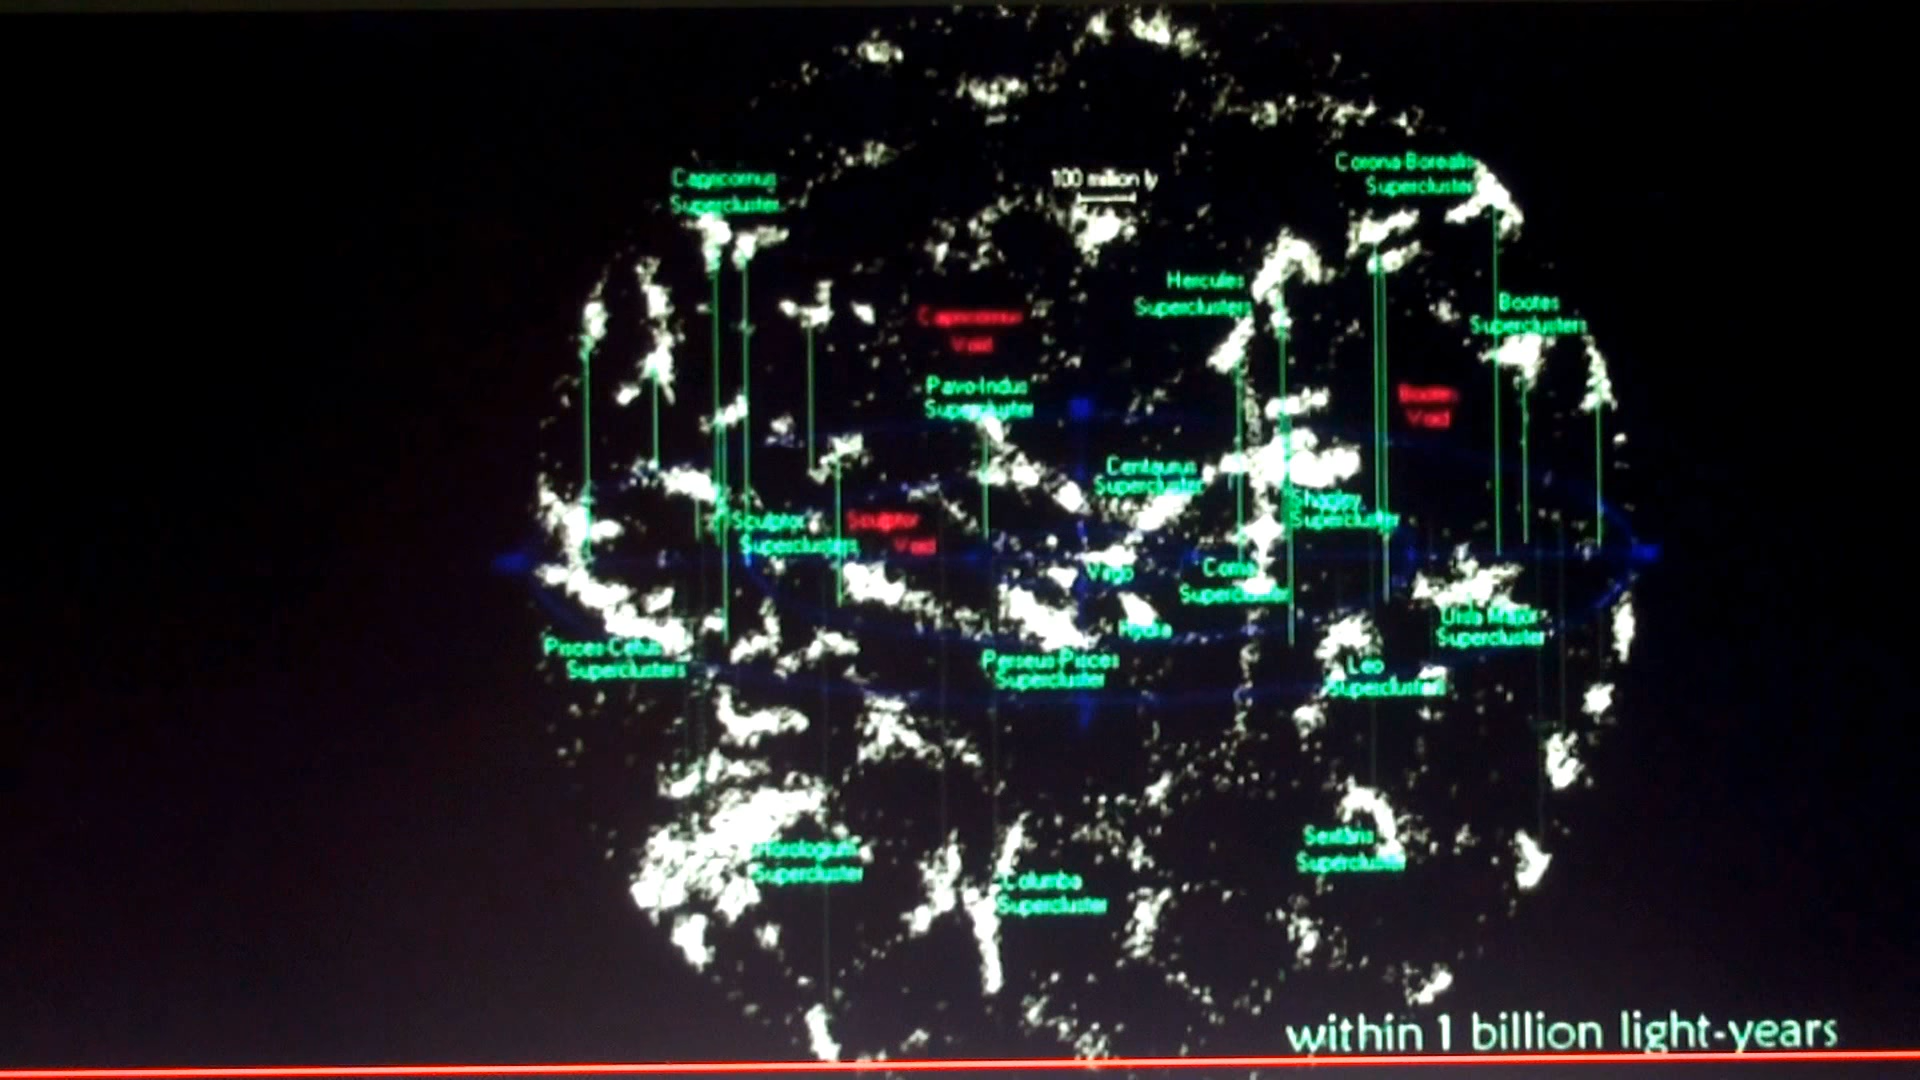 Corona Borealis
Supercluster
Capricornus
Supercluster
100 million ly
Hercules
Superclusters
Bootes
Superclusters
Capricornus
Void
Pavo-Indus
Supercluster
Bootes
Void
Centaurus
Supercluster
Shapley
Supercluster
Sculptor
Superclusters
Sculptor
Void
Virgo
Coma
Supercluster
Hydra
Ursa Major
Supercluster
Pisces-Cetus
Superclusters
Perseus-Pisces
Supercluster
Leo
Superclusters
Horologium
Supercluster
Sextans
Supercluster
Columba
Supercluster
within 1 billion light-years